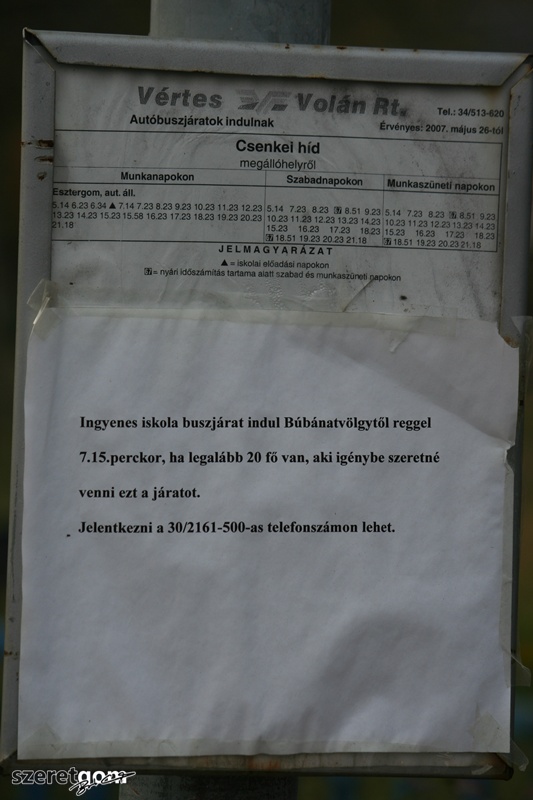 Vértes Volán Rt.
Tel.: 34/513-620
Autóbuszjáratok indulnak
Érvényes: 2007. május 26-tól
Csenkei híd
megállóhelyről
Munkanapokon
Szabadnapokon
Munkaszüneti napokon
Esztergom, aut. áll.
5.14 6.23 6.34 ▲ 7.14 7.23 8.23 9.23 10.23 11.23 12.23
13.23 14.23 15.23 15.58 16.23 17.23 18.23 19.23 20.23
21.18
5.14 7.23 8.23 8.51 9.23
10.23 11.23 12.23 13.23 14.23
15.23 16.23 17.23 18.23
18.51 19.23 20.23 21.18
5.14 7.23 8.23 8.51 9.23
10.23 11.23 12.23 13.23 14.23
15.23 16.23 17.23 18.23
18.51 19.23 20.23 21.18
JELMAGYARÁZAT
▲ = iskolai előadási napokon
= nyári időszámítás tartama alatt szabad és munkaszüneti napokon
Ingyenes iskola buszjárat indul Búbánatvölgytől reggel
7.15.perckor, ha legalább 20 fő van, aki igénybe szeretné
venni ezt a járatot.
Jelentkezni a 30/2161-500-as telefonszámon lehet.
szeretgom